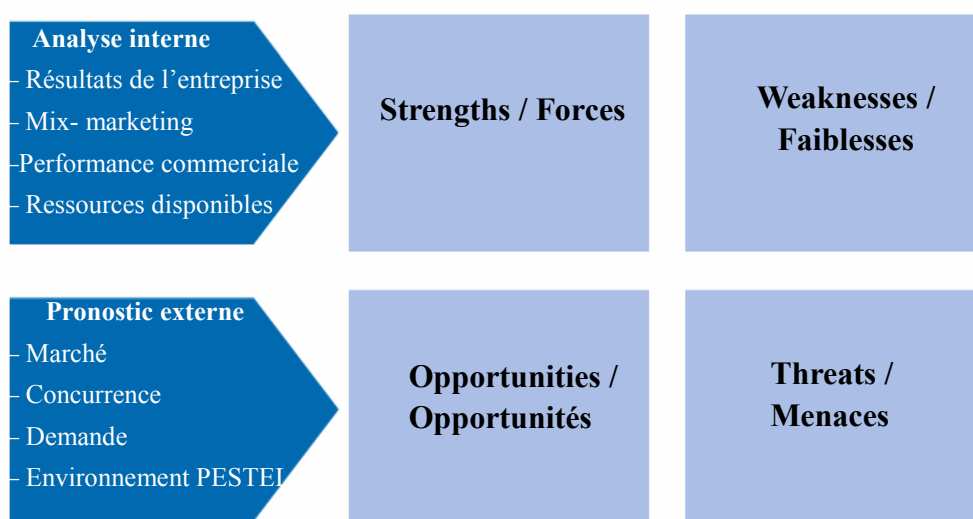 Analyse interne
– Résultats de l’entreprise
– Mix- marketing
–Performance commerciale
– Ressources disponibles
Strengths / Forces
Weaknesses /
Faiblesses
Pronostic externe
– Marché
– Concurrence
– Demande
– Environnement PESTEL
Opportunities /
Opportunités
Threats /
Menaces